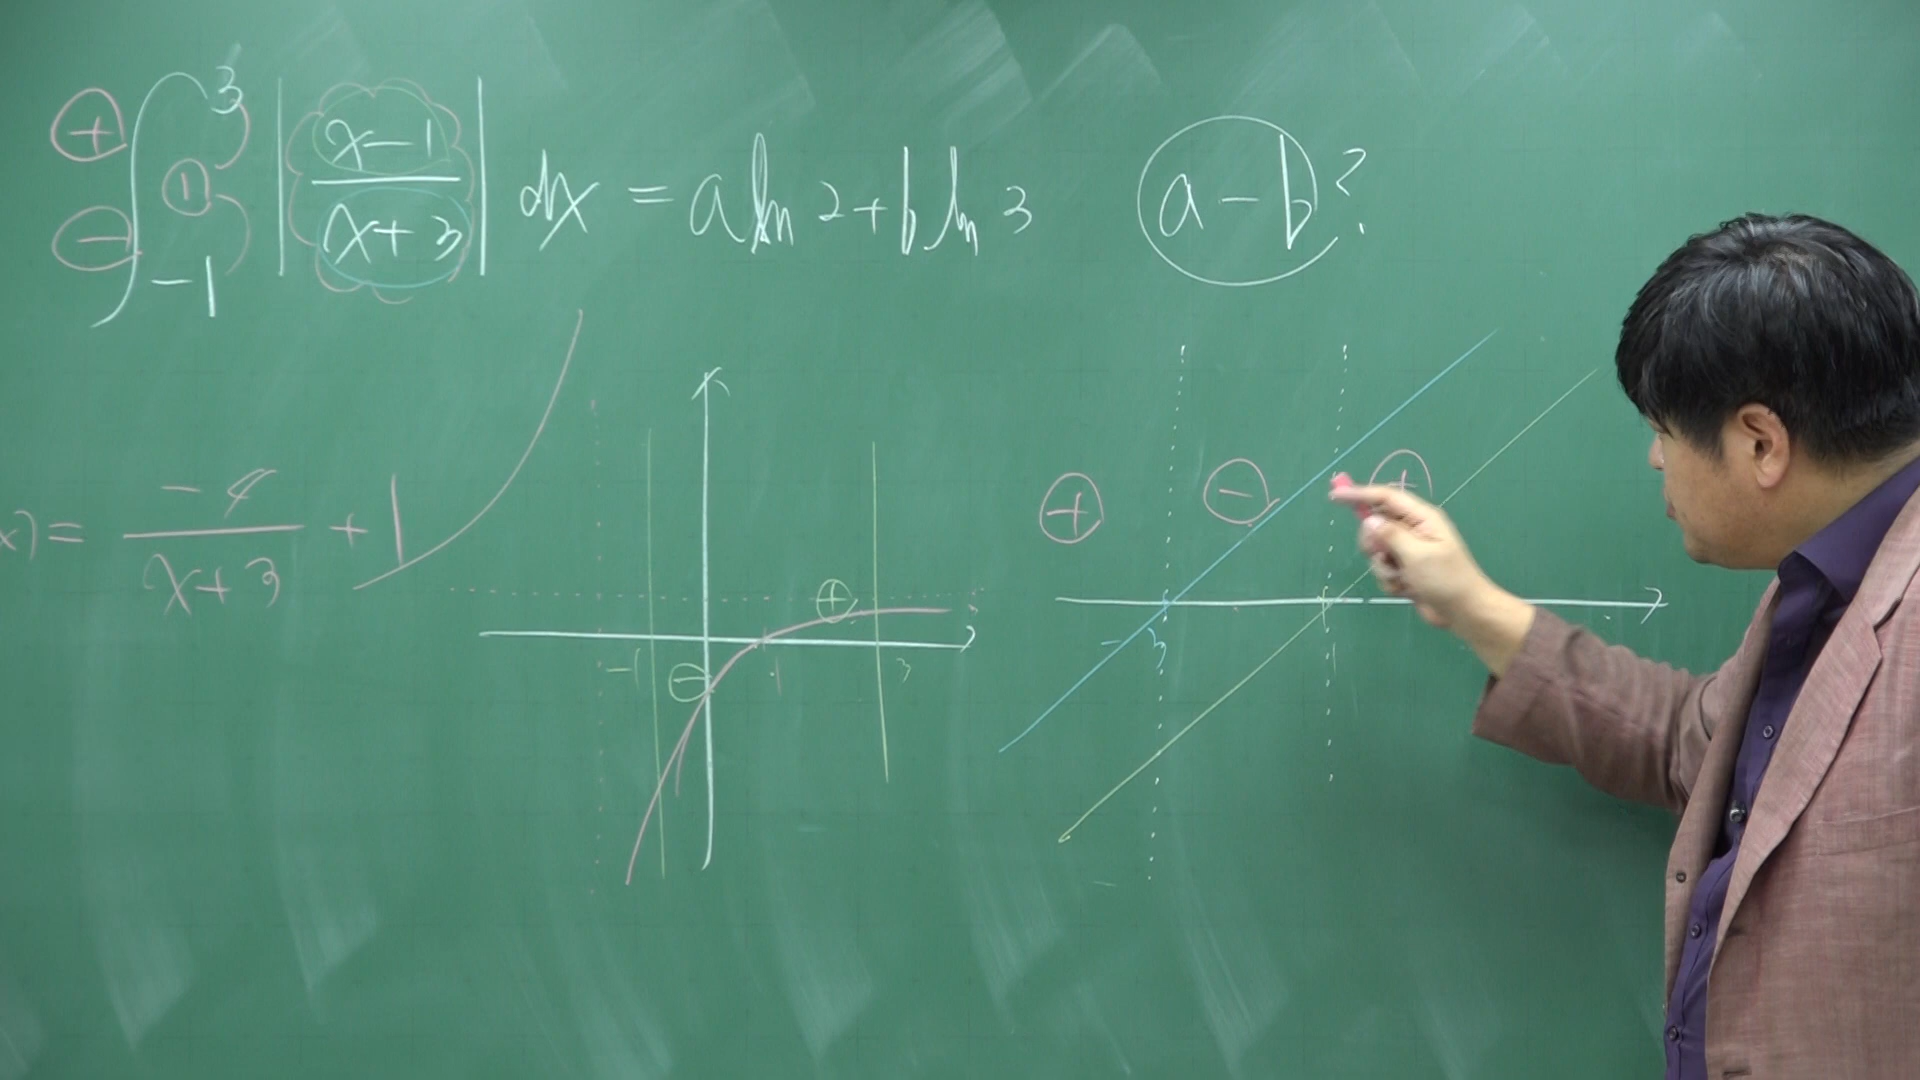 ⊕ ∫_{-1}^{3} | (x-1)/(x+3) | dx = a ln 2 + b ln 3    a-b?
① 
⊖
x) = -4/(x+3) + 1
⊕ ⊖ ⊕
⊕
-1 ⊖ 1 3
-3 1